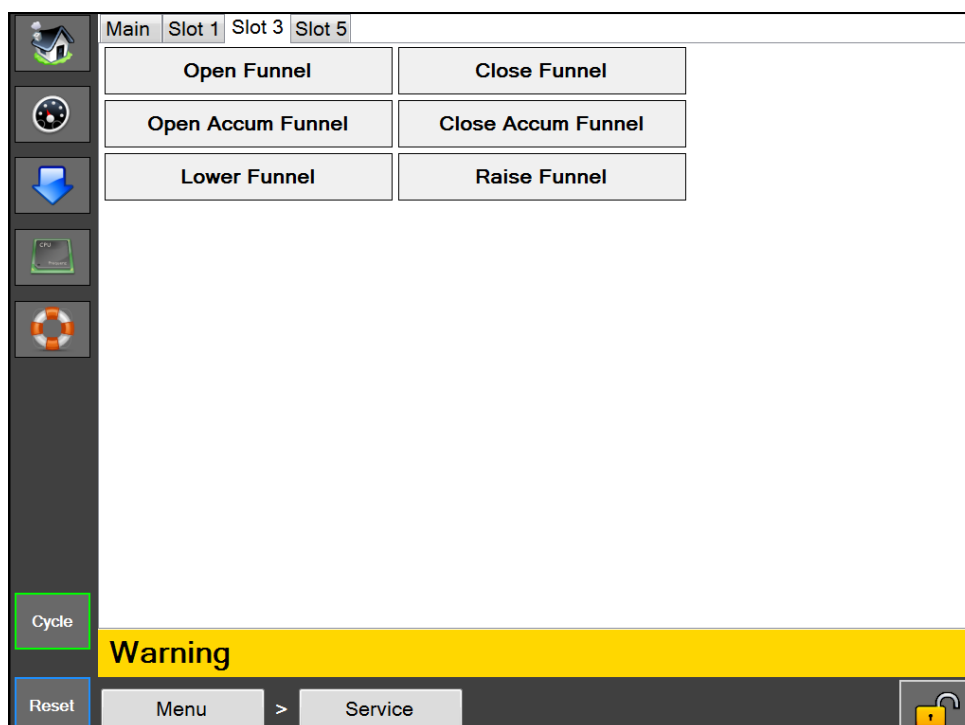 Main Slot 1 Slot 3 Slot 5
Open Funnel Close Funnel
Open Accum Funnel Close Accum Funnel
Lower Funnel Raise Funnel
CPU
Cycle
Warning
Reset Menu > Service